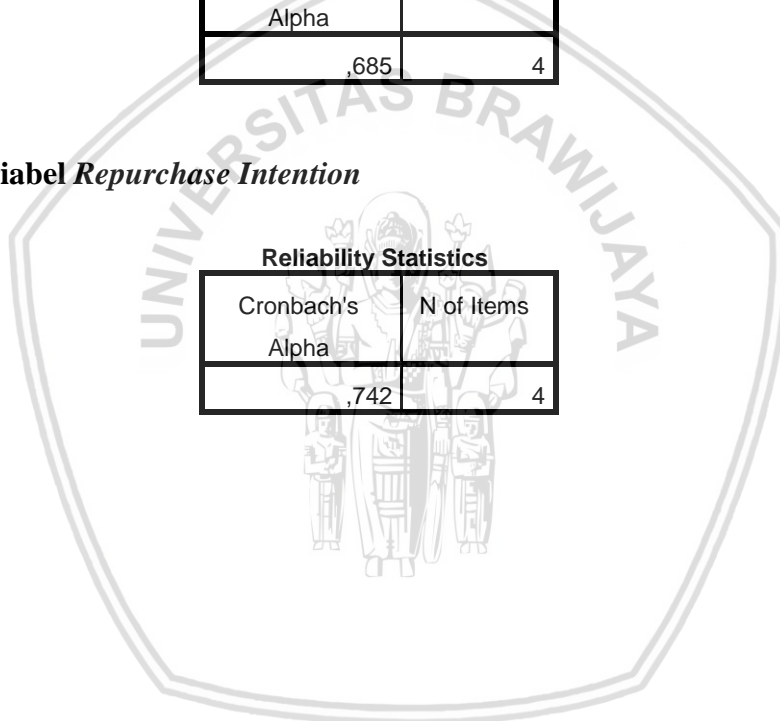 Alpha
,685 4
UNIVERSITAS BRAWIJAYA
iabel Repurchase Intention
Reliability Statistics
Cronbach's N of Items
Alpha
,742 4